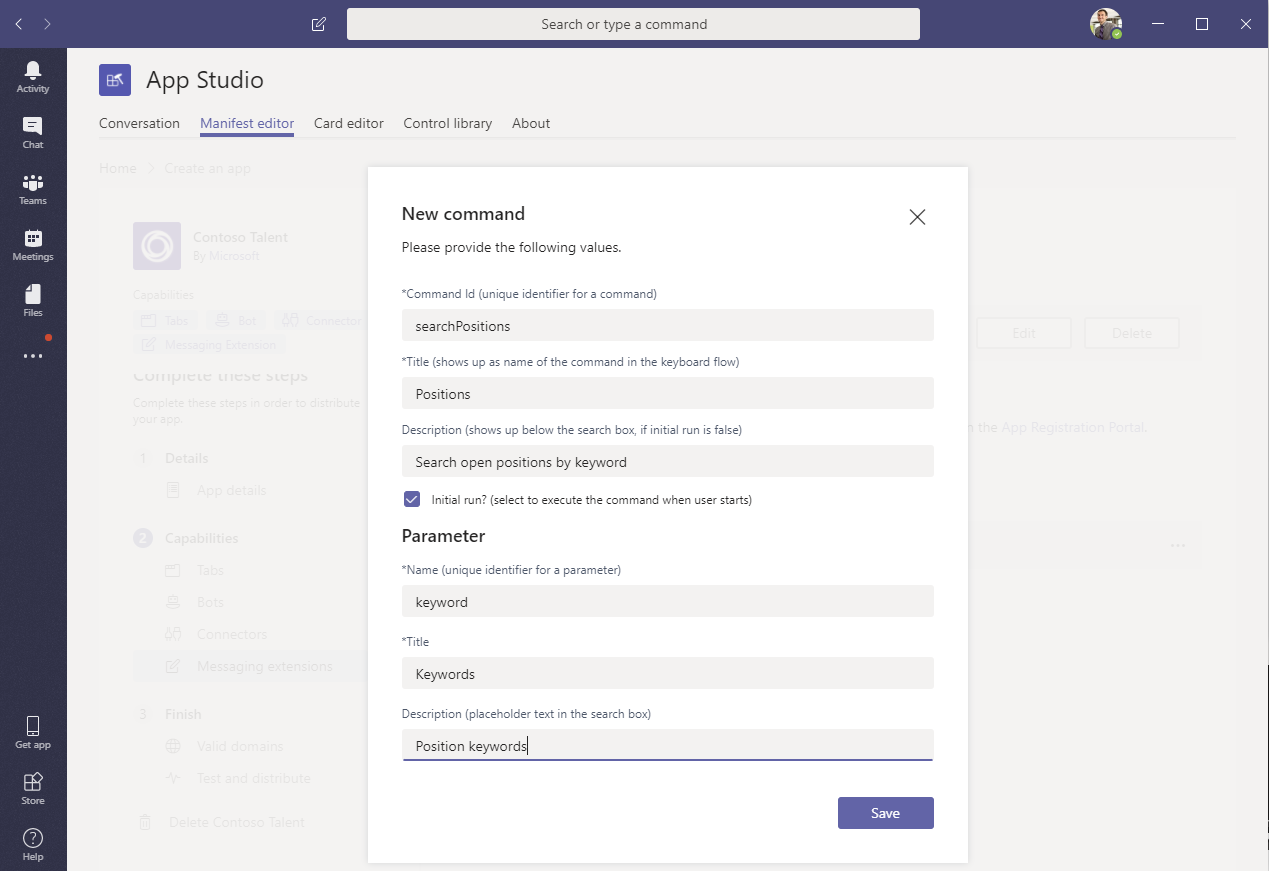 Search or type a command
Activity
Chat
Teams
Meetings
Files
Get app
Store
Help
App Studio
Conversation Manifest editor Card editor Control library About
Home Create an app
Contoso Talent
By Microsoft
Capabilities
Tabs Bot Connector
Messaging Extension
Complete these steps
Complete these steps in order to distribute
your app.
1 Details
App details
2 Capabilities
Tabs
Bots
Connectors
Messaging extensions
3 Finish
Valid domains
Test and distribute
Delete Contoso Talent
New command
Please provide the following values.
*Command Id (unique identifier for a command)
searchPositions
*Title (shows up as name of the command in the keyboard flow)
Positions
Description (shows up below the search box, if initial run is false)
Search open positions by keyword
Initial run? (select to execute the command when user starts)
Parameter
*Name (unique identifier for a parameter)
keyword
*Title
Keywords
Description (placeholder text in the search box)
Position keywords
Save
Edit Delete
the App Registration Portal.